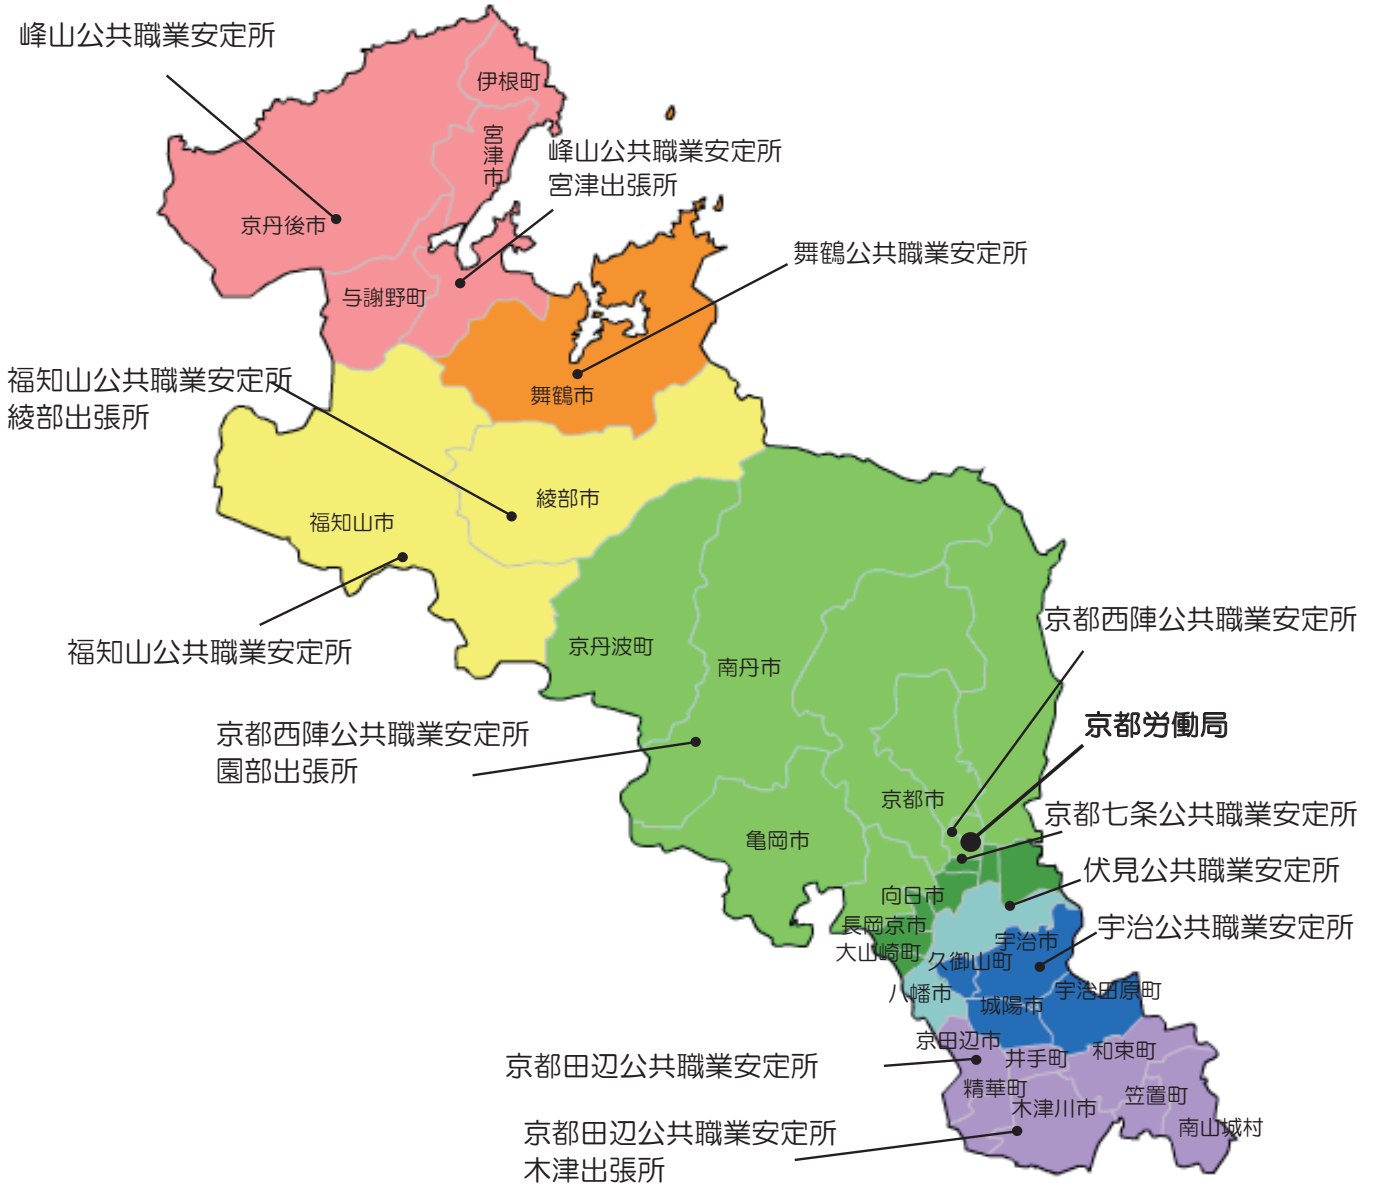 峰山公共職業安定所
伊根町
宮津市
峰山公共職業安定所
宮津出張所
京丹後市
舞鶴公共職業安定所
与謝野町
福知山公共職業安定所
綾部出張所
舞鶴市
綾部市
福知山市
京都西陣公共職業安定所
福知山公共職業安定所
京丹波町
南丹市
京都労働局
京都西陣公共職業安定所
園部出張所
京都市
京都七条公共職業安定所
亀岡市
伏見公共職業安定所
向日市
長岡京市
宇治公共職業安定所
宇治市
大山崎町
久御山町
八幡市
宇治田原町
城陽市
京田辺市
和束町
井手町
京都田辺公共職業安定所
精華町
笠置町
木津川市
南山城村
京都田辺公共職業安定所
木津出張所